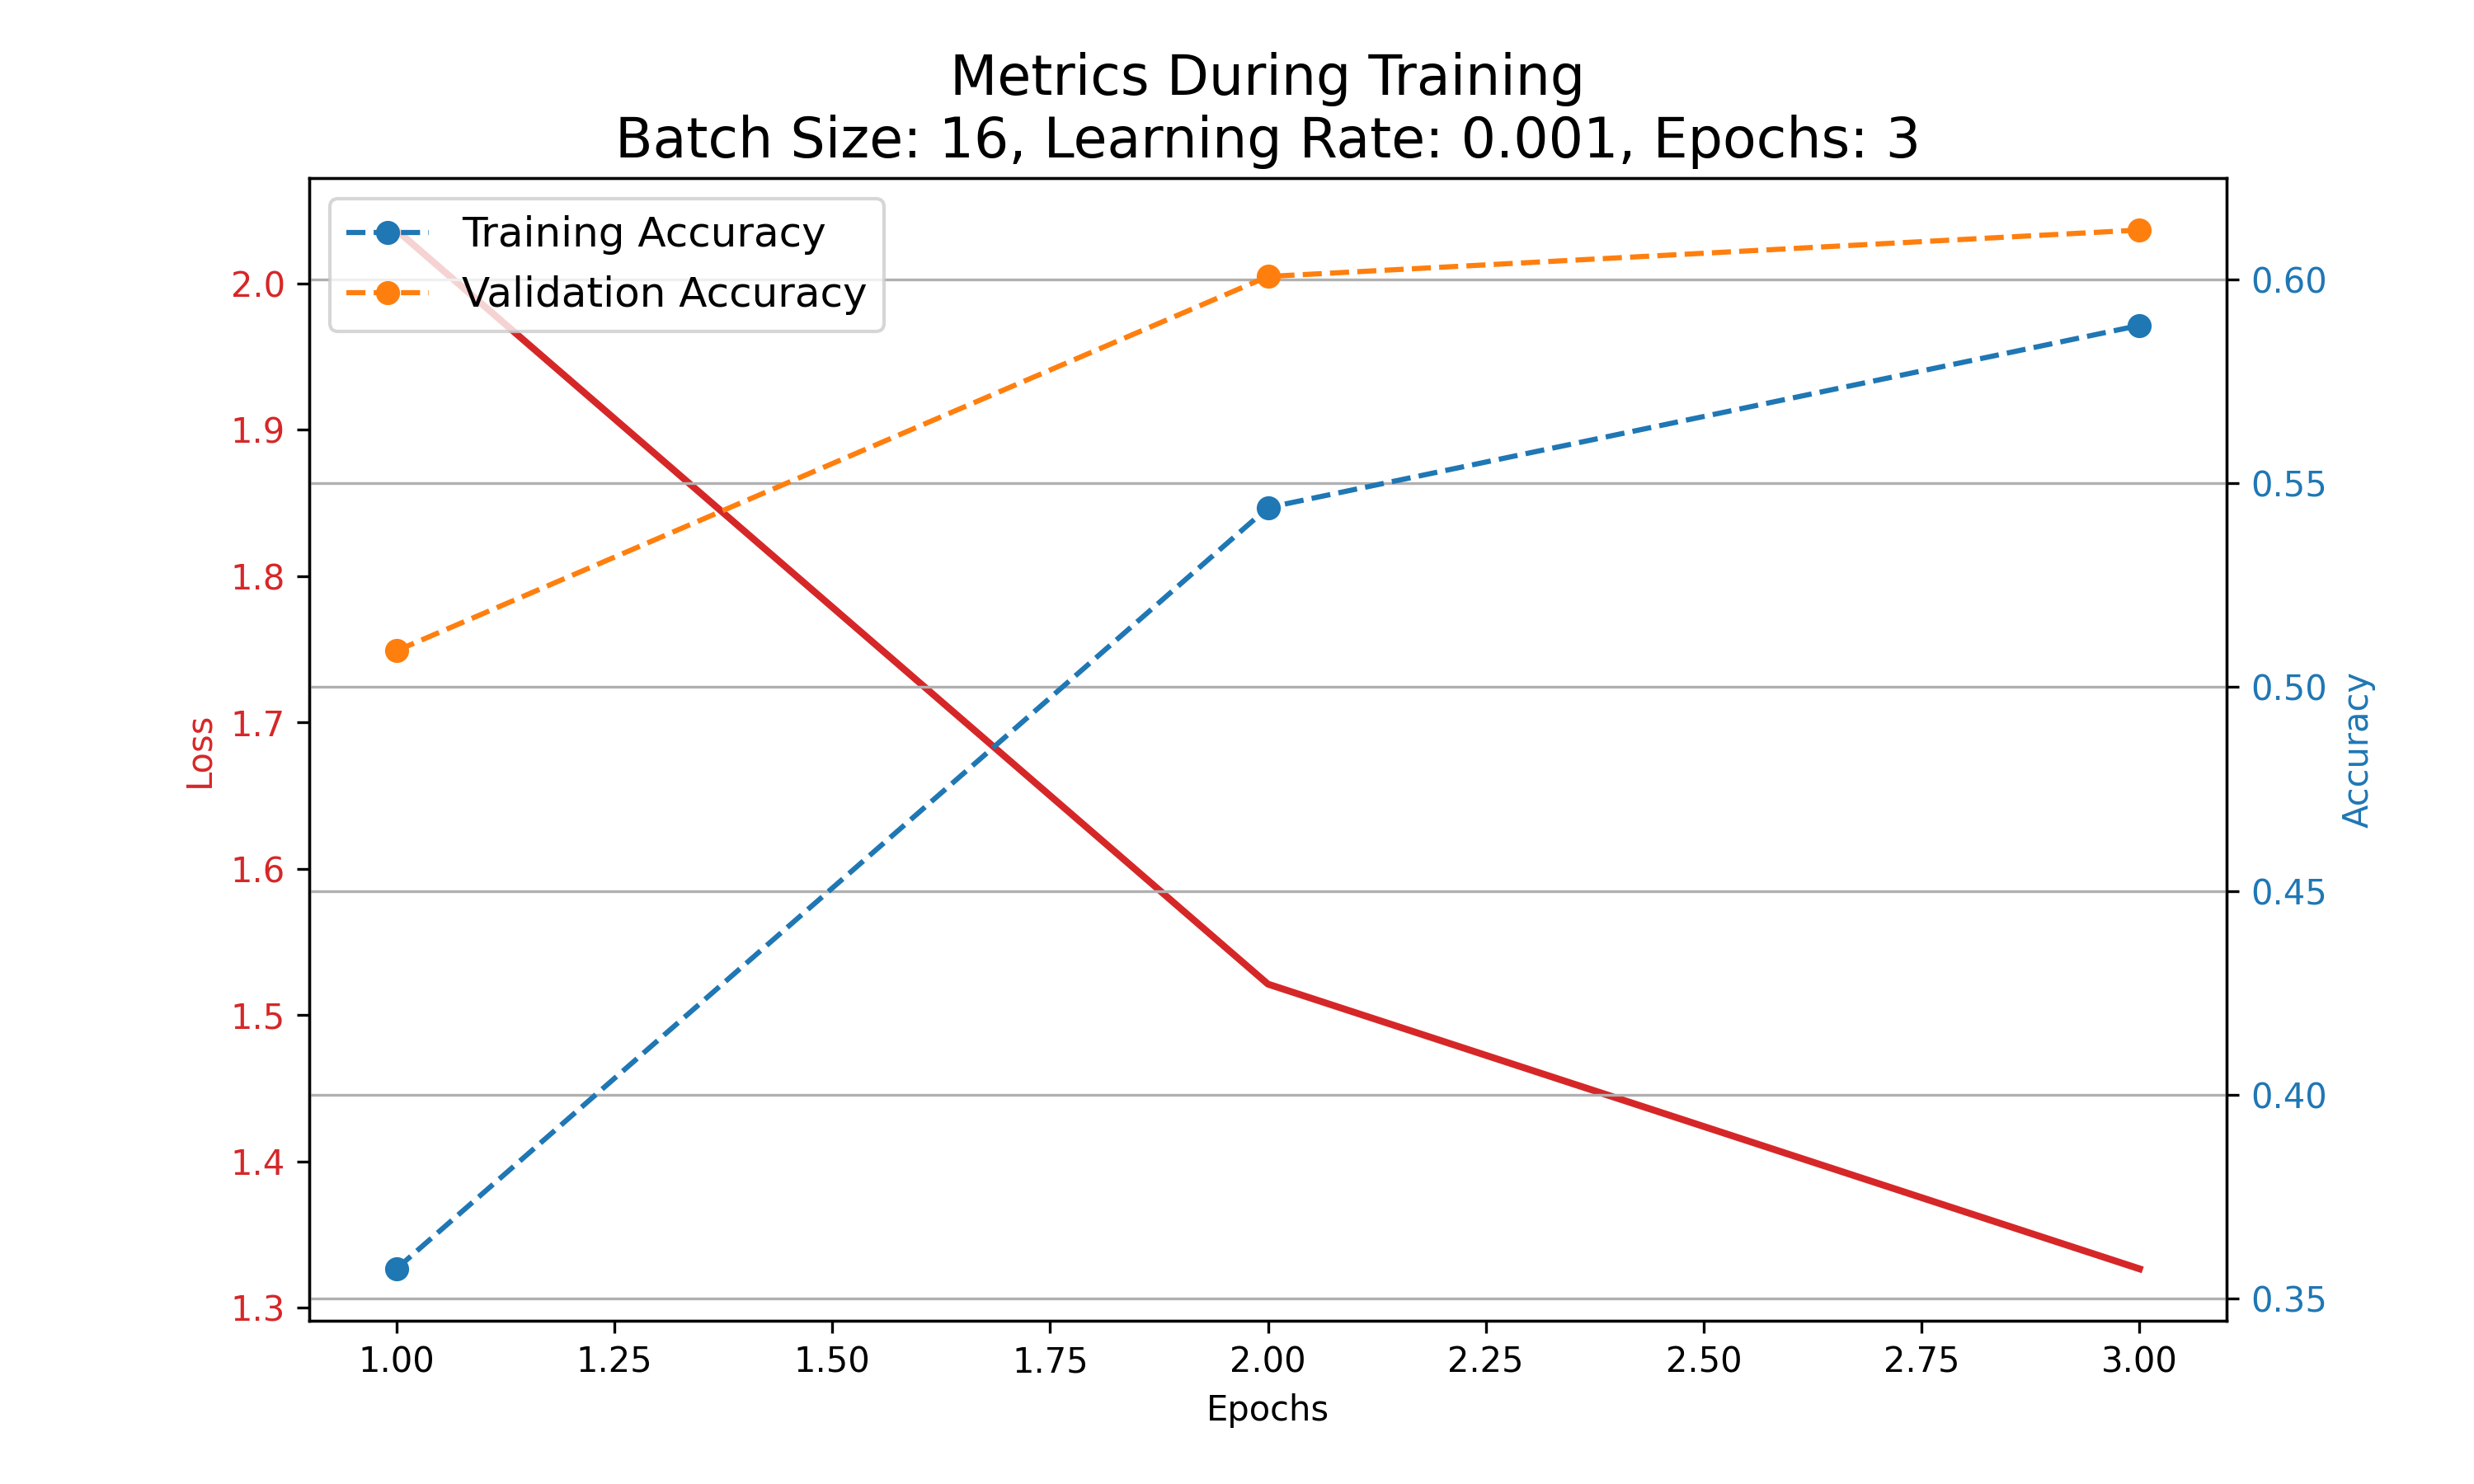 Metrics During Training
Batch Size: 16, Learning Rate: 0.001, Epochs: 3
Training Accuracy
Validation Accuracy
2.0
1.9
1.8
1.7
1.6
1.5
1.4
1.3
Loss
0.60
0.55
0.50
0.45
0.40
0.35
Accuracy
1.00 1.25 1.50 1.75 2.00 2.25 2.50 2.75 3.00
Epochs